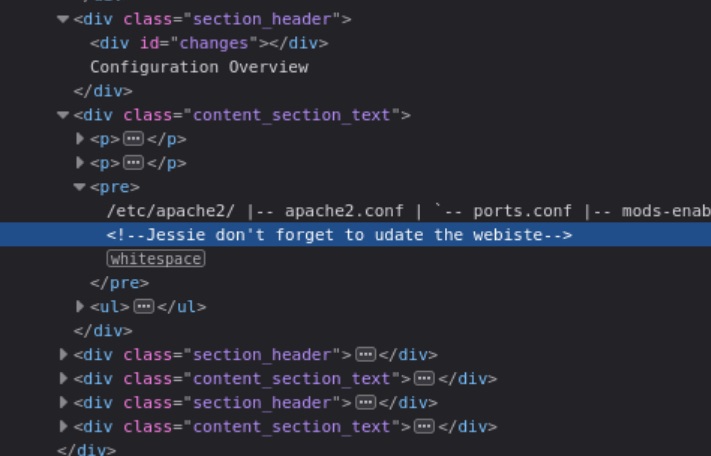 <div class="section_header">
<div id="changes"></div>
Configuration Overview
</div>
<div class="content_section_text">
<p>…</p>
<p>…</p>
<pre>
/etc/apache2/ |-- apache2.conf | `-- ports.conf |-- mods-enab
<!--Jessie don't forget to udate the webiste-->
whitespace
</pre>
<ul>…</ul>
</div>
<div class="section_header">…</div>
<div class="content_section_text">…</div>
<div class="section_header">…</div>
<div class="content_section_text">…</div>
</div>